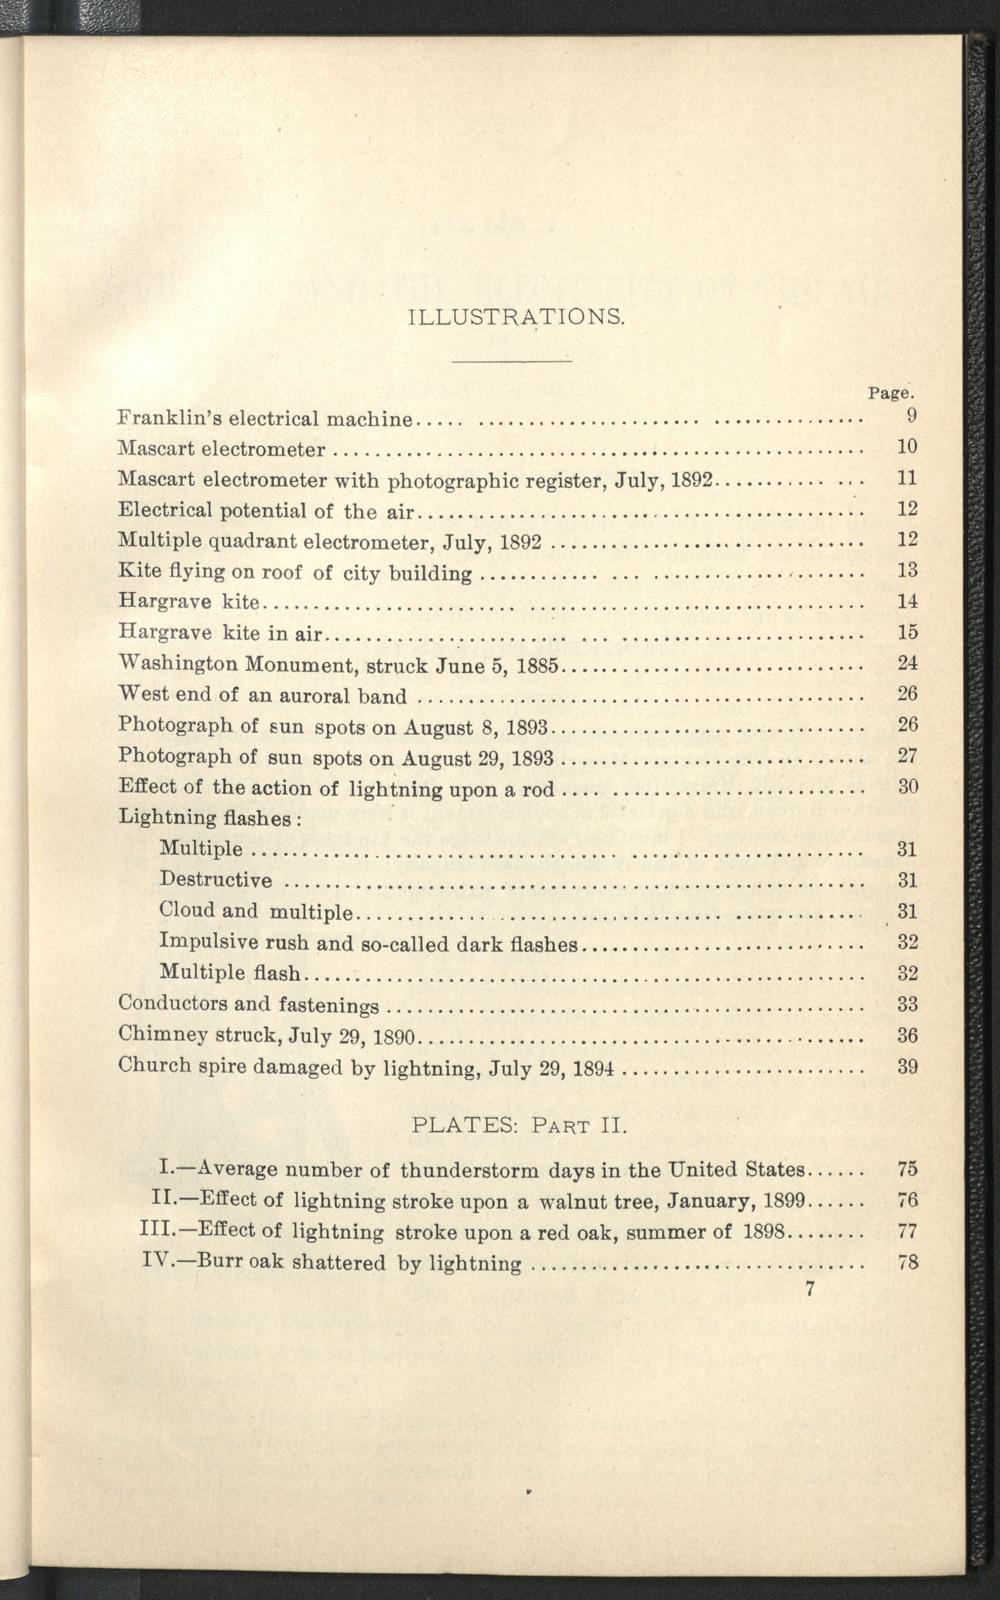 ILLUSTRATIONS.
Page.
Franklin's electrical machine..... ...................... ............... 9
Mascart electrometer .................................................... 10
Mascart electrometer with photographic register, July, 1892........... ... 11
Electrical potential of the air............................................ 12
Multiple quadrant electrometer, July, 1892 ............................... 12
Kite flying on roof of city building ............ ... ..................... 13
Hargrave kite......................... ................................. 14
Hargrave kite in air........................ ... ........................ 15
Washington Monument, struck June 5, 1885.............................. 24
West end of an auroral band ............................................ 26
Photograph of sun spots on August 8, 1893............................... 26
Photograph of sun spots on August 29, 1893 .............................. 27
Effect of the action of lightning upon a rod .... ......................... 30
Lightning flashes:
Multiple ...................................... ....................... 31
Destructive ......................................................... 31
Cloud and multiple................................... ............. 31
Impulsive rush and so-called dark flashes............................ 32
Multiple flash....................................................... 32
Conductors and fastenings ............................................... 33
Chimney struck, July 29, 1890............................................ 36
Church spire damaged by lightning, July 29, 1894 ........................ 39
PLATES: PART II.
I.—Average number of thunderstorm days in the United States...... 75
II.—Effect of lightning stroke upon a walnut tree, January, 1899...... 76
III.—Effect of lightning stroke upon a red oak, summer of 1898........ 77
IV.—Burr oak shattered by lightning ................................. 78
7